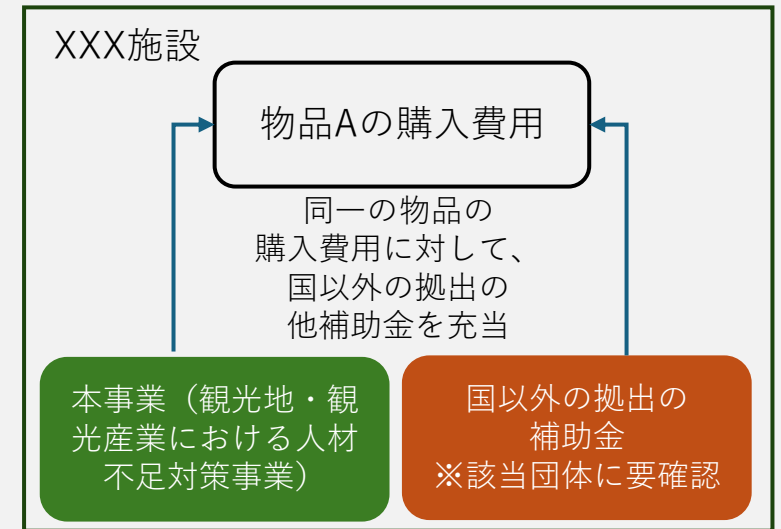 XXX施設
物品Aの購入費用
同一の物品の
購入費用に対して、
国以外の拠出の
他補助金を充当
本事業（観光地・観
光産業における人材
不足対策事業）
国以外の拠出の
補助金
※該当団体に要確認